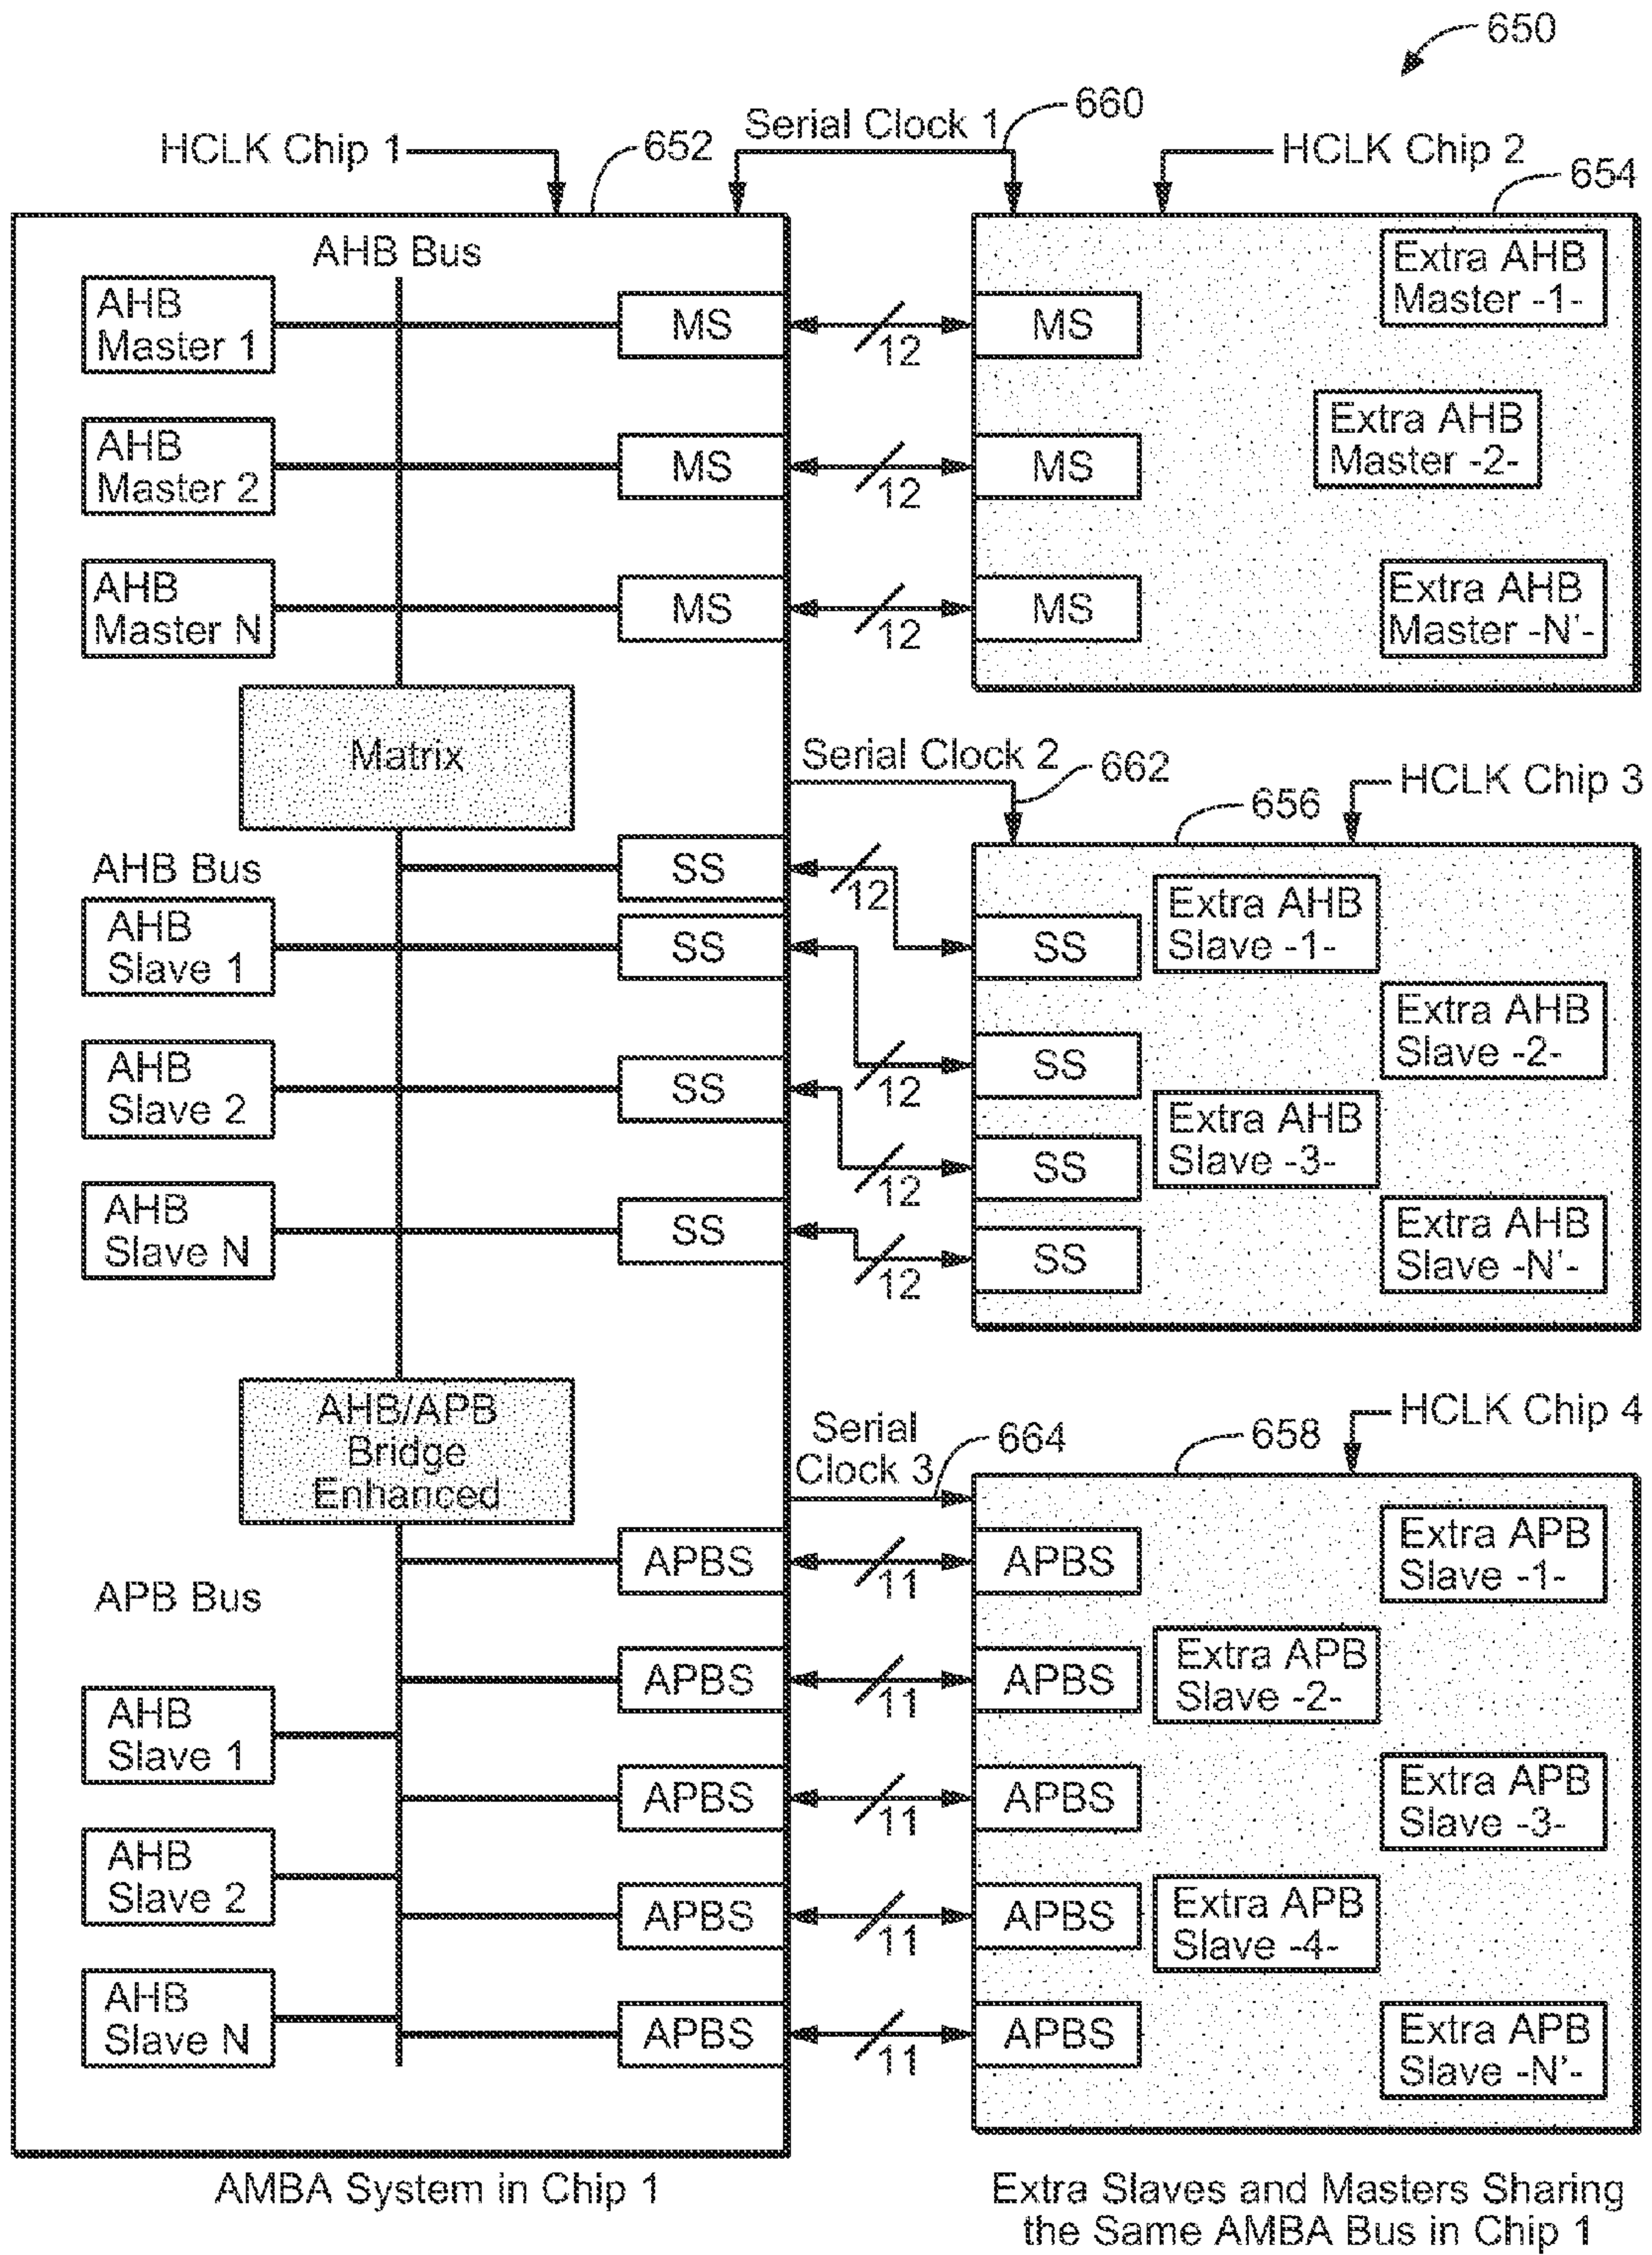 650
Serial Clock 1
660
HCLK Chip 1
652
HCLK Chip 2
654
AHB Bus
AHB
Master 1
MS
12
MS
Extra AHB
Master -1-
AHB
Master 2
MS
12
MS
Extra AHB
Master -2-
AHB
Master N
MS
12
MS
Extra AHB
Master -N'-
Matrix
Serial Clock 2
662
656
HCLK Chip 3
AHB Bus
SS
12
AHB
Slave 1
SS
SS
Extra AHB
Slave -1-
12
SS
Extra AHB
Slave -2-
AHB
Slave 2
SS
12
SS
Extra AHB
Slave -3-
AHB
Slave N
SS
12
SS
Extra AHB
Slave -N'-
AHB/APB
Bridge
Enhanced
Serial
Clock 3
664
658
HCLK Chip 4
APB Bus
APBS
11
APBS
Extra APB
Slave -1-
APBS
11
APBS
Extra APB
Slave -2-
AHB
Slave 1
APBS
11
APBS
Extra APB
Slave -3-
AHB
Slave 2
APBS
11
APBS
Extra APB
Slave -4-
AHB
Slave N
APBS
11
APBS
Extra APB
Slave -N'-
AMBA System in Chip 1
Extra Slaves and Masters Sharing
the Same AMBA Bus in Chip 1